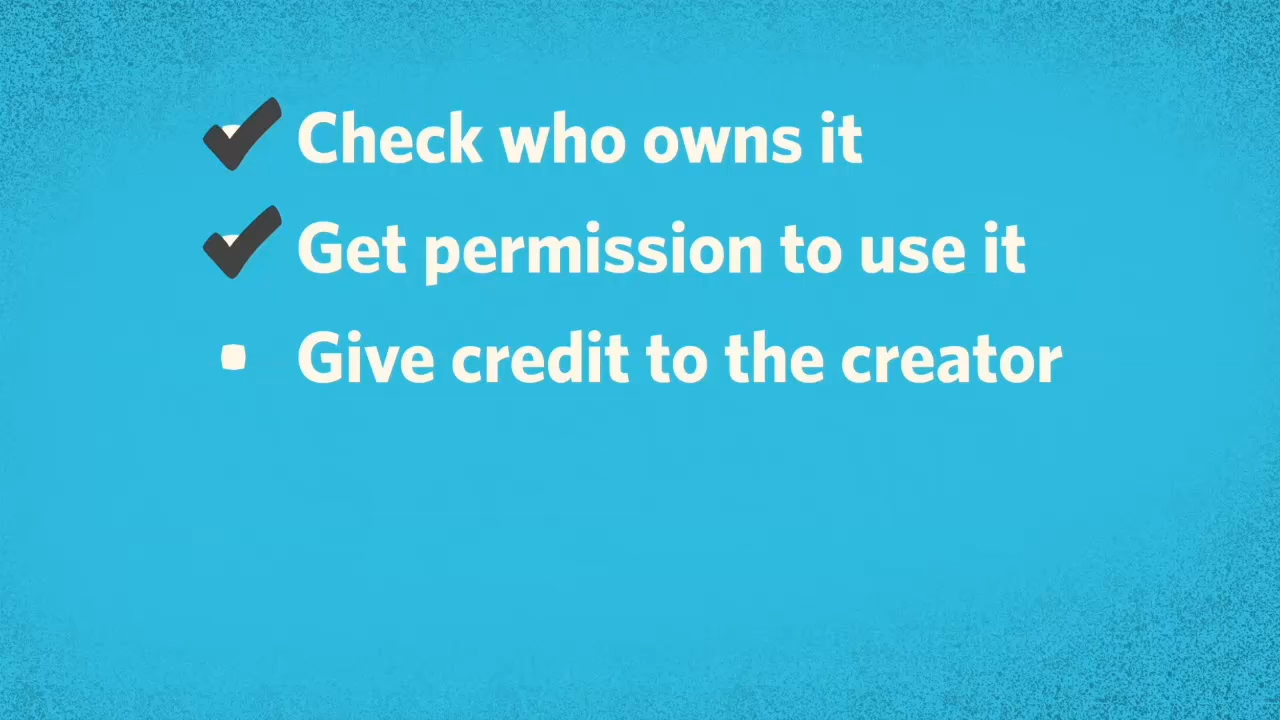 Check who owns it
Get permission to use it
Give credit to the creator